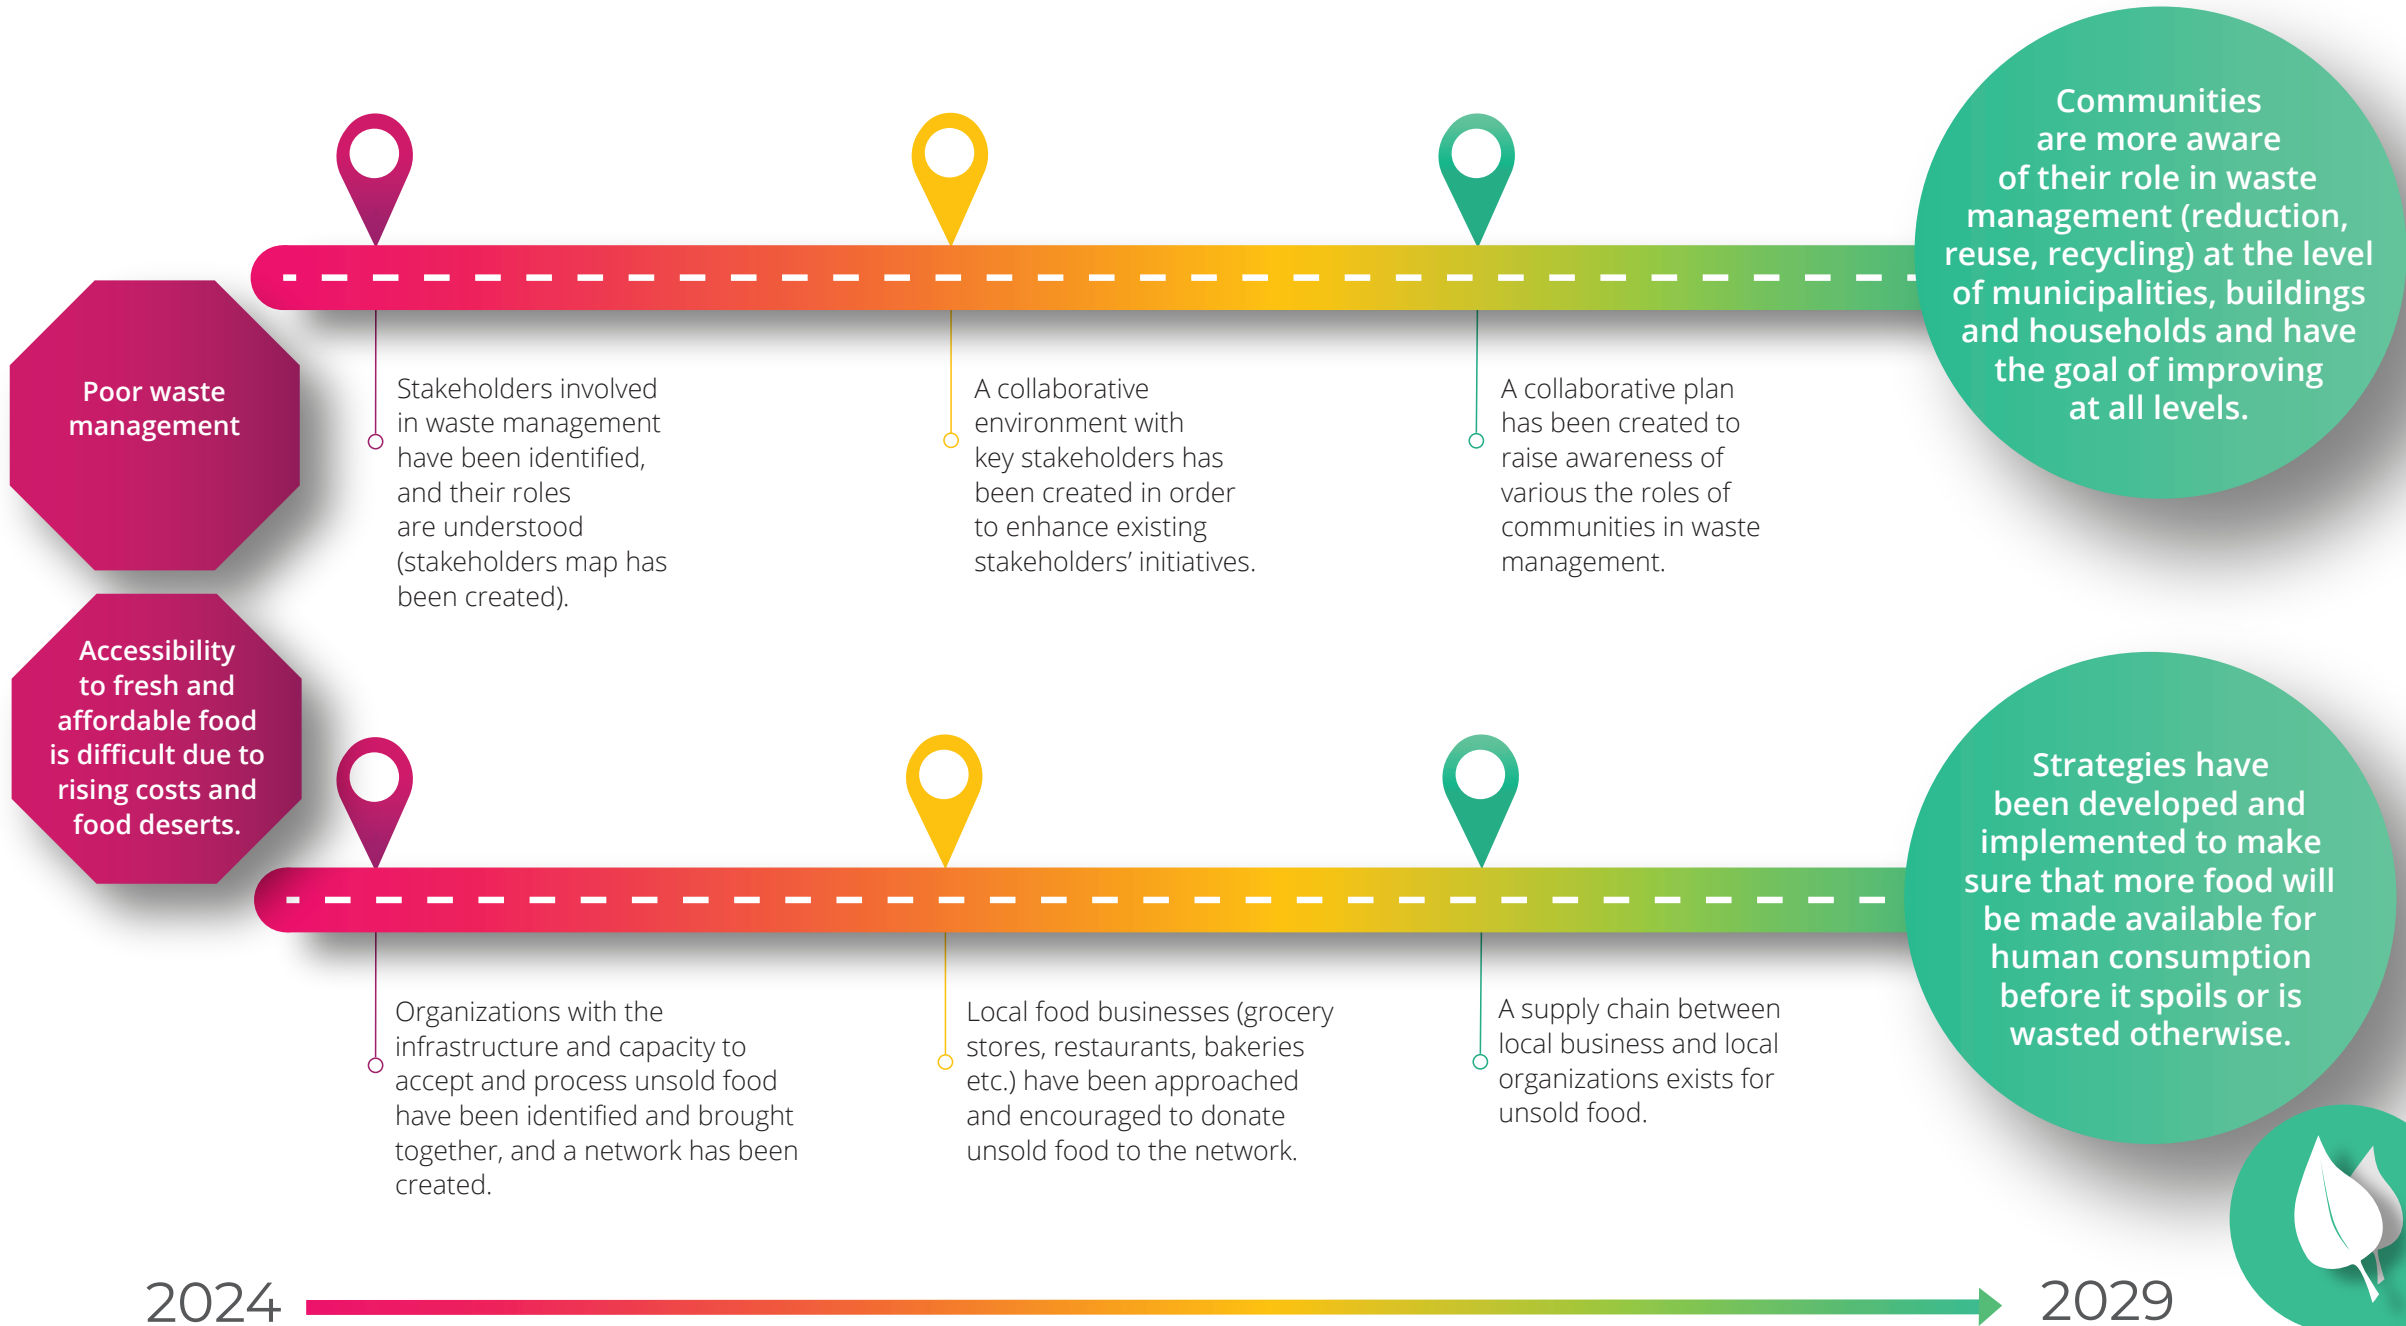 Poor waste
management
Stakeholders involved
in waste management
have been identified,
and their roles
are understood
(stakeholders map has
been created).
A collaborative
environment with
key stakeholders has
been created in order
to enhance existing
stakeholders’ initiatives.
A collaborative plan
has been created to
raise awareness of
various the roles of
communities in waste
management.
Communities
are more aware
of their role in waste
management (reduction,
reuse, recycling) at the level
of municipalities, buildings
and households and have
the goal of improving
at all levels.
Accessibility
to fresh and
affordable food
is difficult due to
rising costs and
food deserts.
Organizations with the
infrastructure and capacity to
accept and process unsold food
have been identified and brought
together, and a network has been
created.
Local food businesses (grocery
stores, restaurants, bakeries
etc.) have been approached
and encouraged to donate
unsold food to the network.
A supply chain between
local business and local
organizations exists for
unsold food.
Strategies have
been developed and
implemented to make
sure that more food will
be made available for
human consumption
before it spoils or is
wasted otherwise.
2024
2029